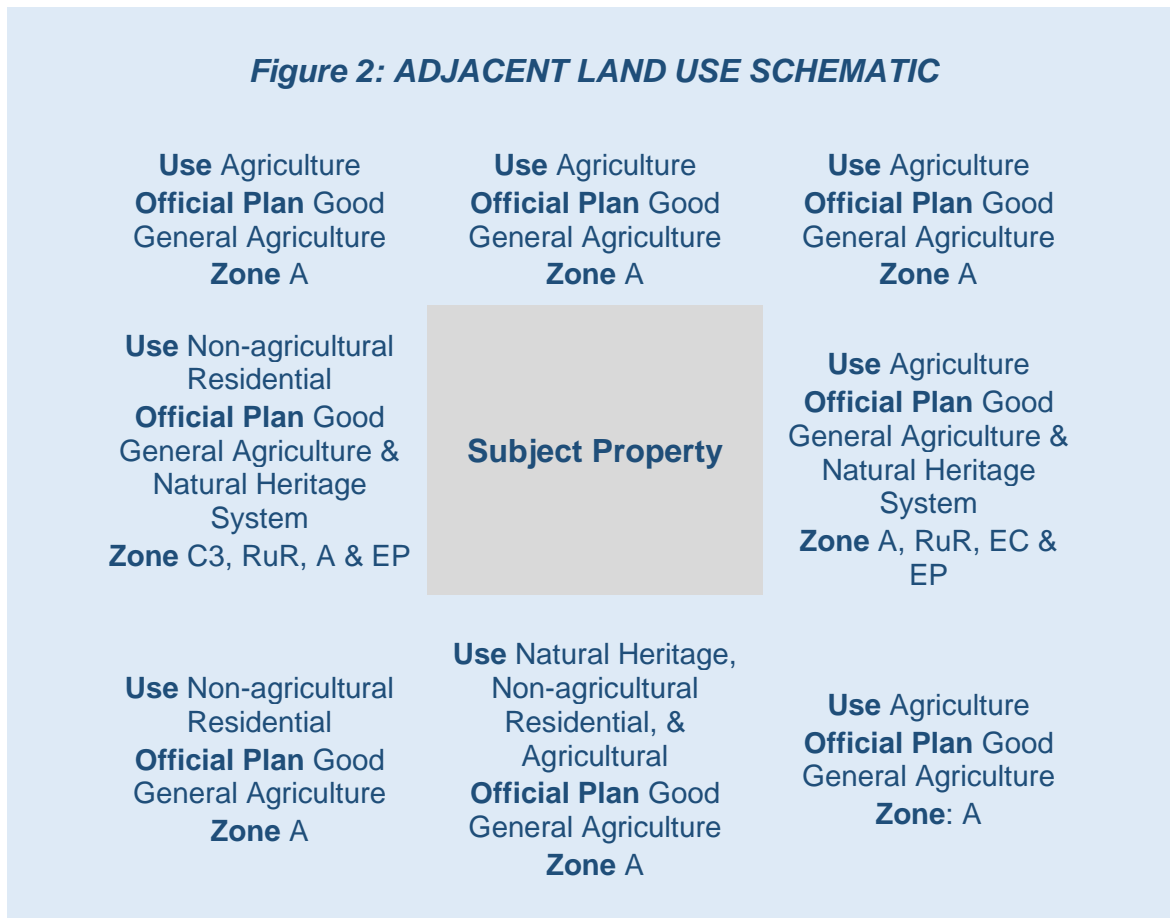 Figure 2: ADJACENT LAND USE SCHEMATIC
Use Agriculture
Official Plan Good
General Agriculture
Zone A
Use Agriculture
Official Plan Good
General Agriculture
Zone A
Use Agriculture
Official Plan Good
General Agriculture
Zone A
Use Non-agricultural
Residential
Official Plan Good
General Agriculture &
Natural Heritage
System
Zone C3, RuR, A & EP
Subject Property
Use Agriculture
Official Plan Good
General Agriculture &
Natural Heritage
System
Zone A, RuR, EC &
EP
Use Non-agricultural
Residential
Official Plan Good
General Agriculture
Zone A
Use Natural Heritage,
Non-agricultural
Residential, &
Agricultural
Official Plan Good
General Agriculture
Zone A
Use Agriculture
Official Plan Good
General Agriculture
Zone: A